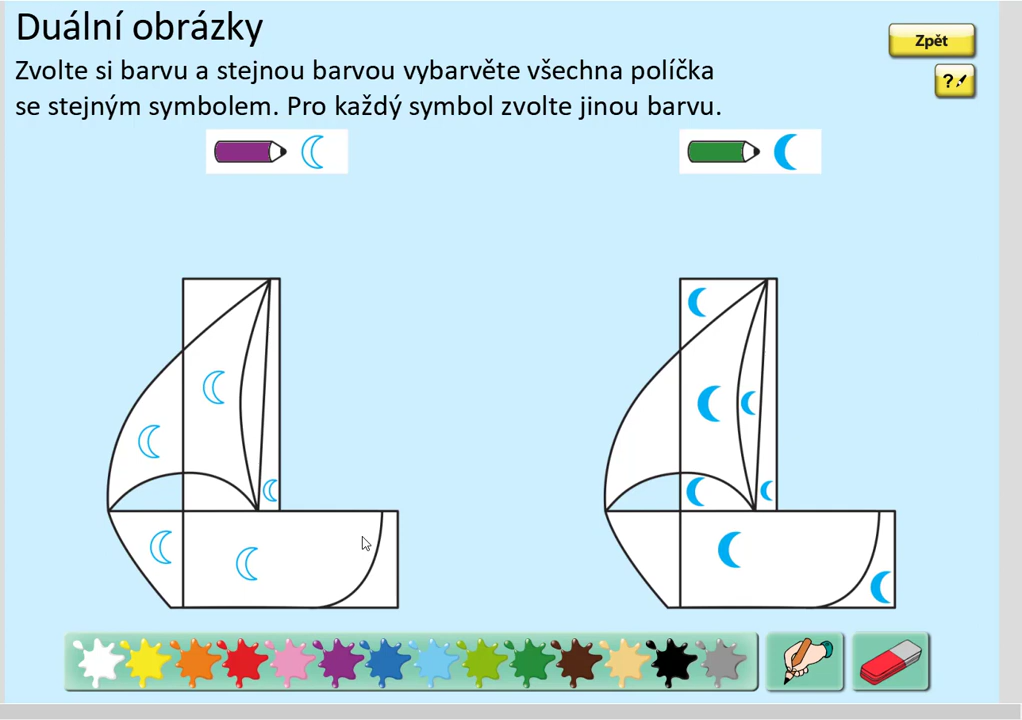 Duální obrázky
Zpět
Zvolte si barvu a stejnou barvou vybarvěte všechna políčka
?
se stejným symbolem. Pro každý symbol zvolte jinou barvu.